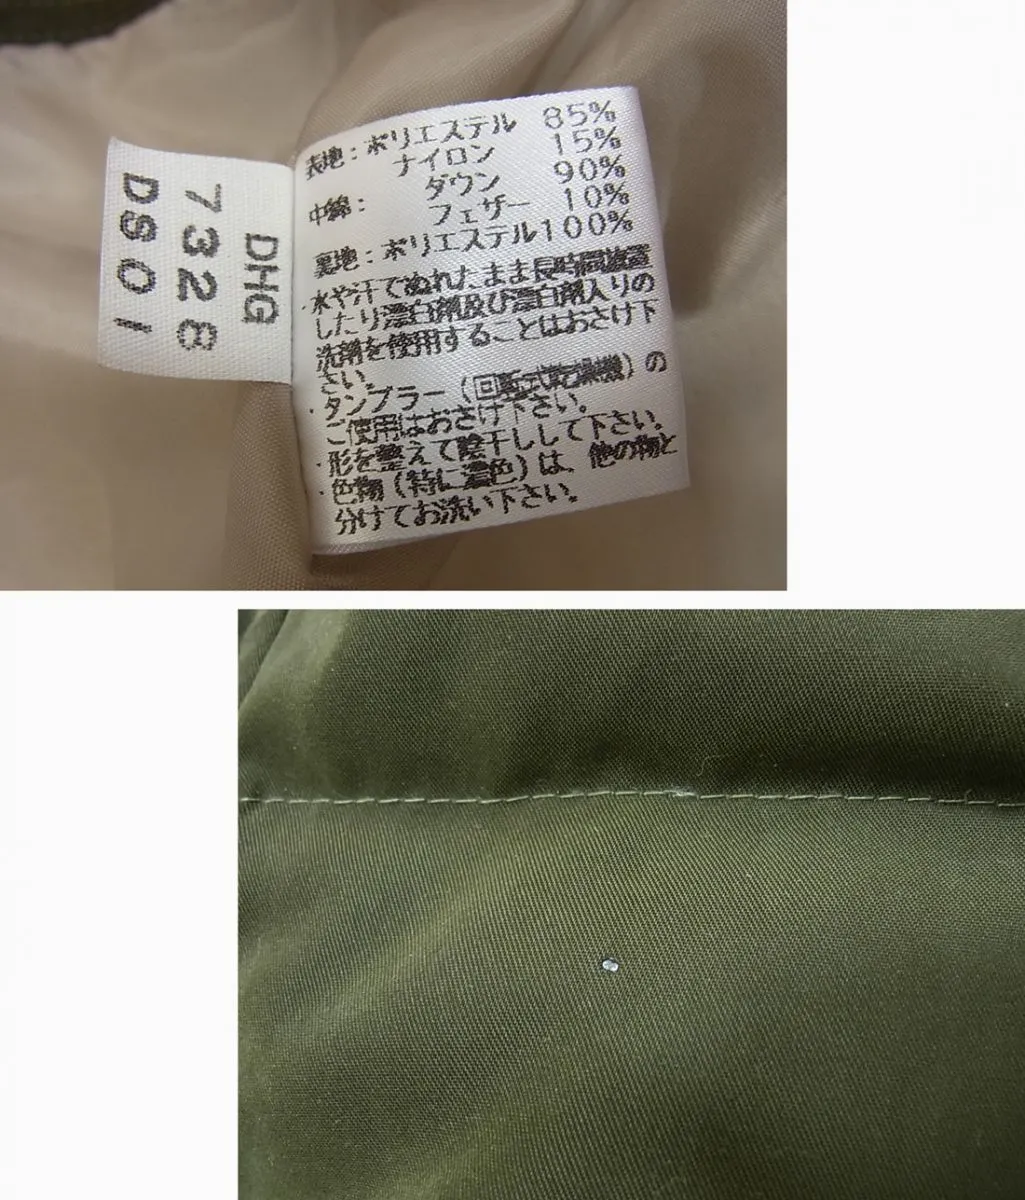 DHG
7328
DS01
表地：ポリエステル 85%
ナイロン 15%
中綿： ダウン 90%
フェザー 10%
裏地：ポリエステル100%
・水や汗でぬれたまま長時間放置
したり漂白剤及び漂白剤入りの
洗剤を使用することはおさけ下
さい。
・タンブラー（回転式乾燥機）の
ご使用はおさけ下さい。
・形を整えて陰干しして下さい。
・色物（特に濃色）は、他の物と
分けてお洗い下さい。